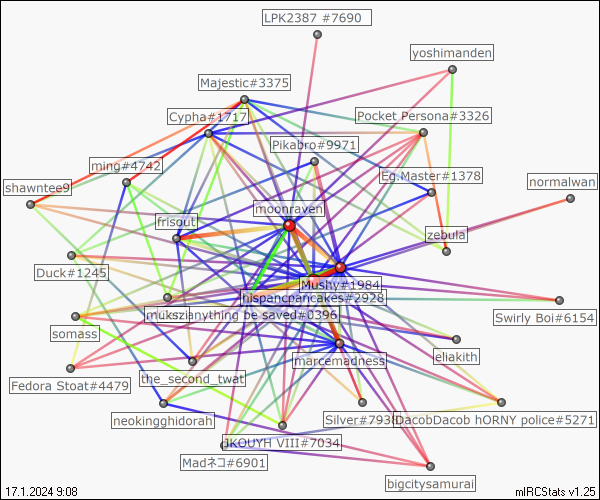 LPK2387 #7690
yoshimanden
Majestic#3375
Cypha#1717
Pocket Persona#3326
Pikabro#9971
ming#4742
Eg.Master#1378
shawntee9
normalwan
moonraven
frisout
zebula
Duck#1245
Mushy#1984
hispancpancakes#2928
mukszianything be saved#0396
Swirly Boi#6154
somass
eliakith
marcemadness
the_second_twat
Fedora Stoat#4479
neokingghidorah
Silver#793
DacobDacob hORNY police#5271
JKOUYH VIII#7034
Madネコ#6901
bigcitysamurai
17.1.2024 9:08
mIRCStats v1.25